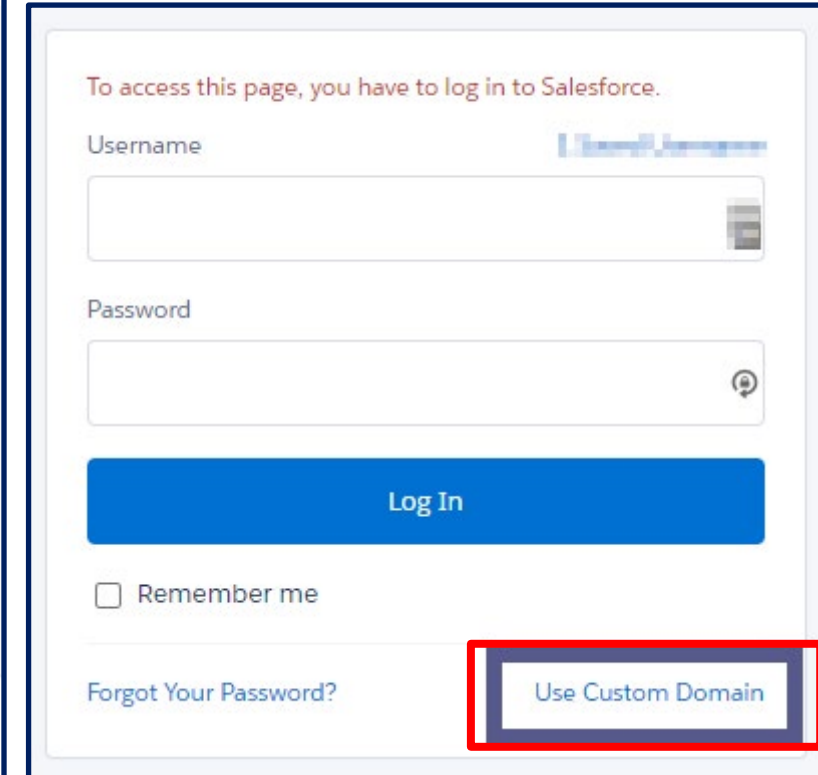 To access this page, you have to log in to Salesforce.
Username
Password
Log In
Remember me
Forgot Your Password? Use Custom Domain